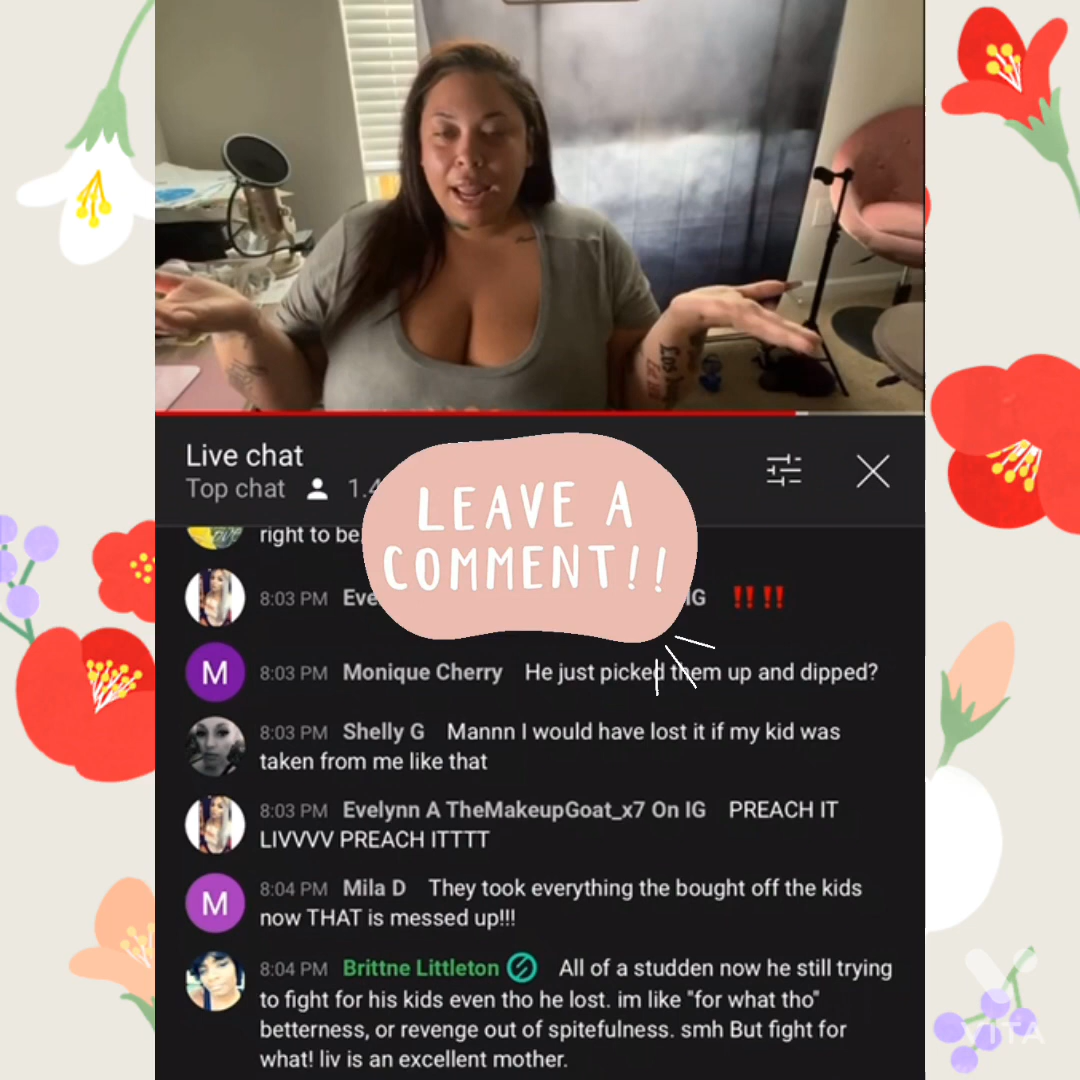 Live chat
Top chat 1.4
LEAVE A
COMMENT!!
right to be
8:03 PM Eve IG ‼️‼️
8:03 PM Monique Cherry He just picked them up and dipped?
8:03 PM Shelly G Mannn I would have lost it if my kid was
taken from me like that
8:03 PM Evelynn A TheMakeupGoat_x7 On IG PREACH IT
LIVVVV PREACH ITTTT
8:04 PM Mila D They took everything the bought off the kids
now THAT is messed up!!!
8:04 PM Brittne Littleton All of a studden now he still trying
to fight for his kids even tho he lost. im like "for what tho"
betterness, or revenge out of spitefulness. smh But fight for
what! liv is an excellent mother.
M
M
VITA